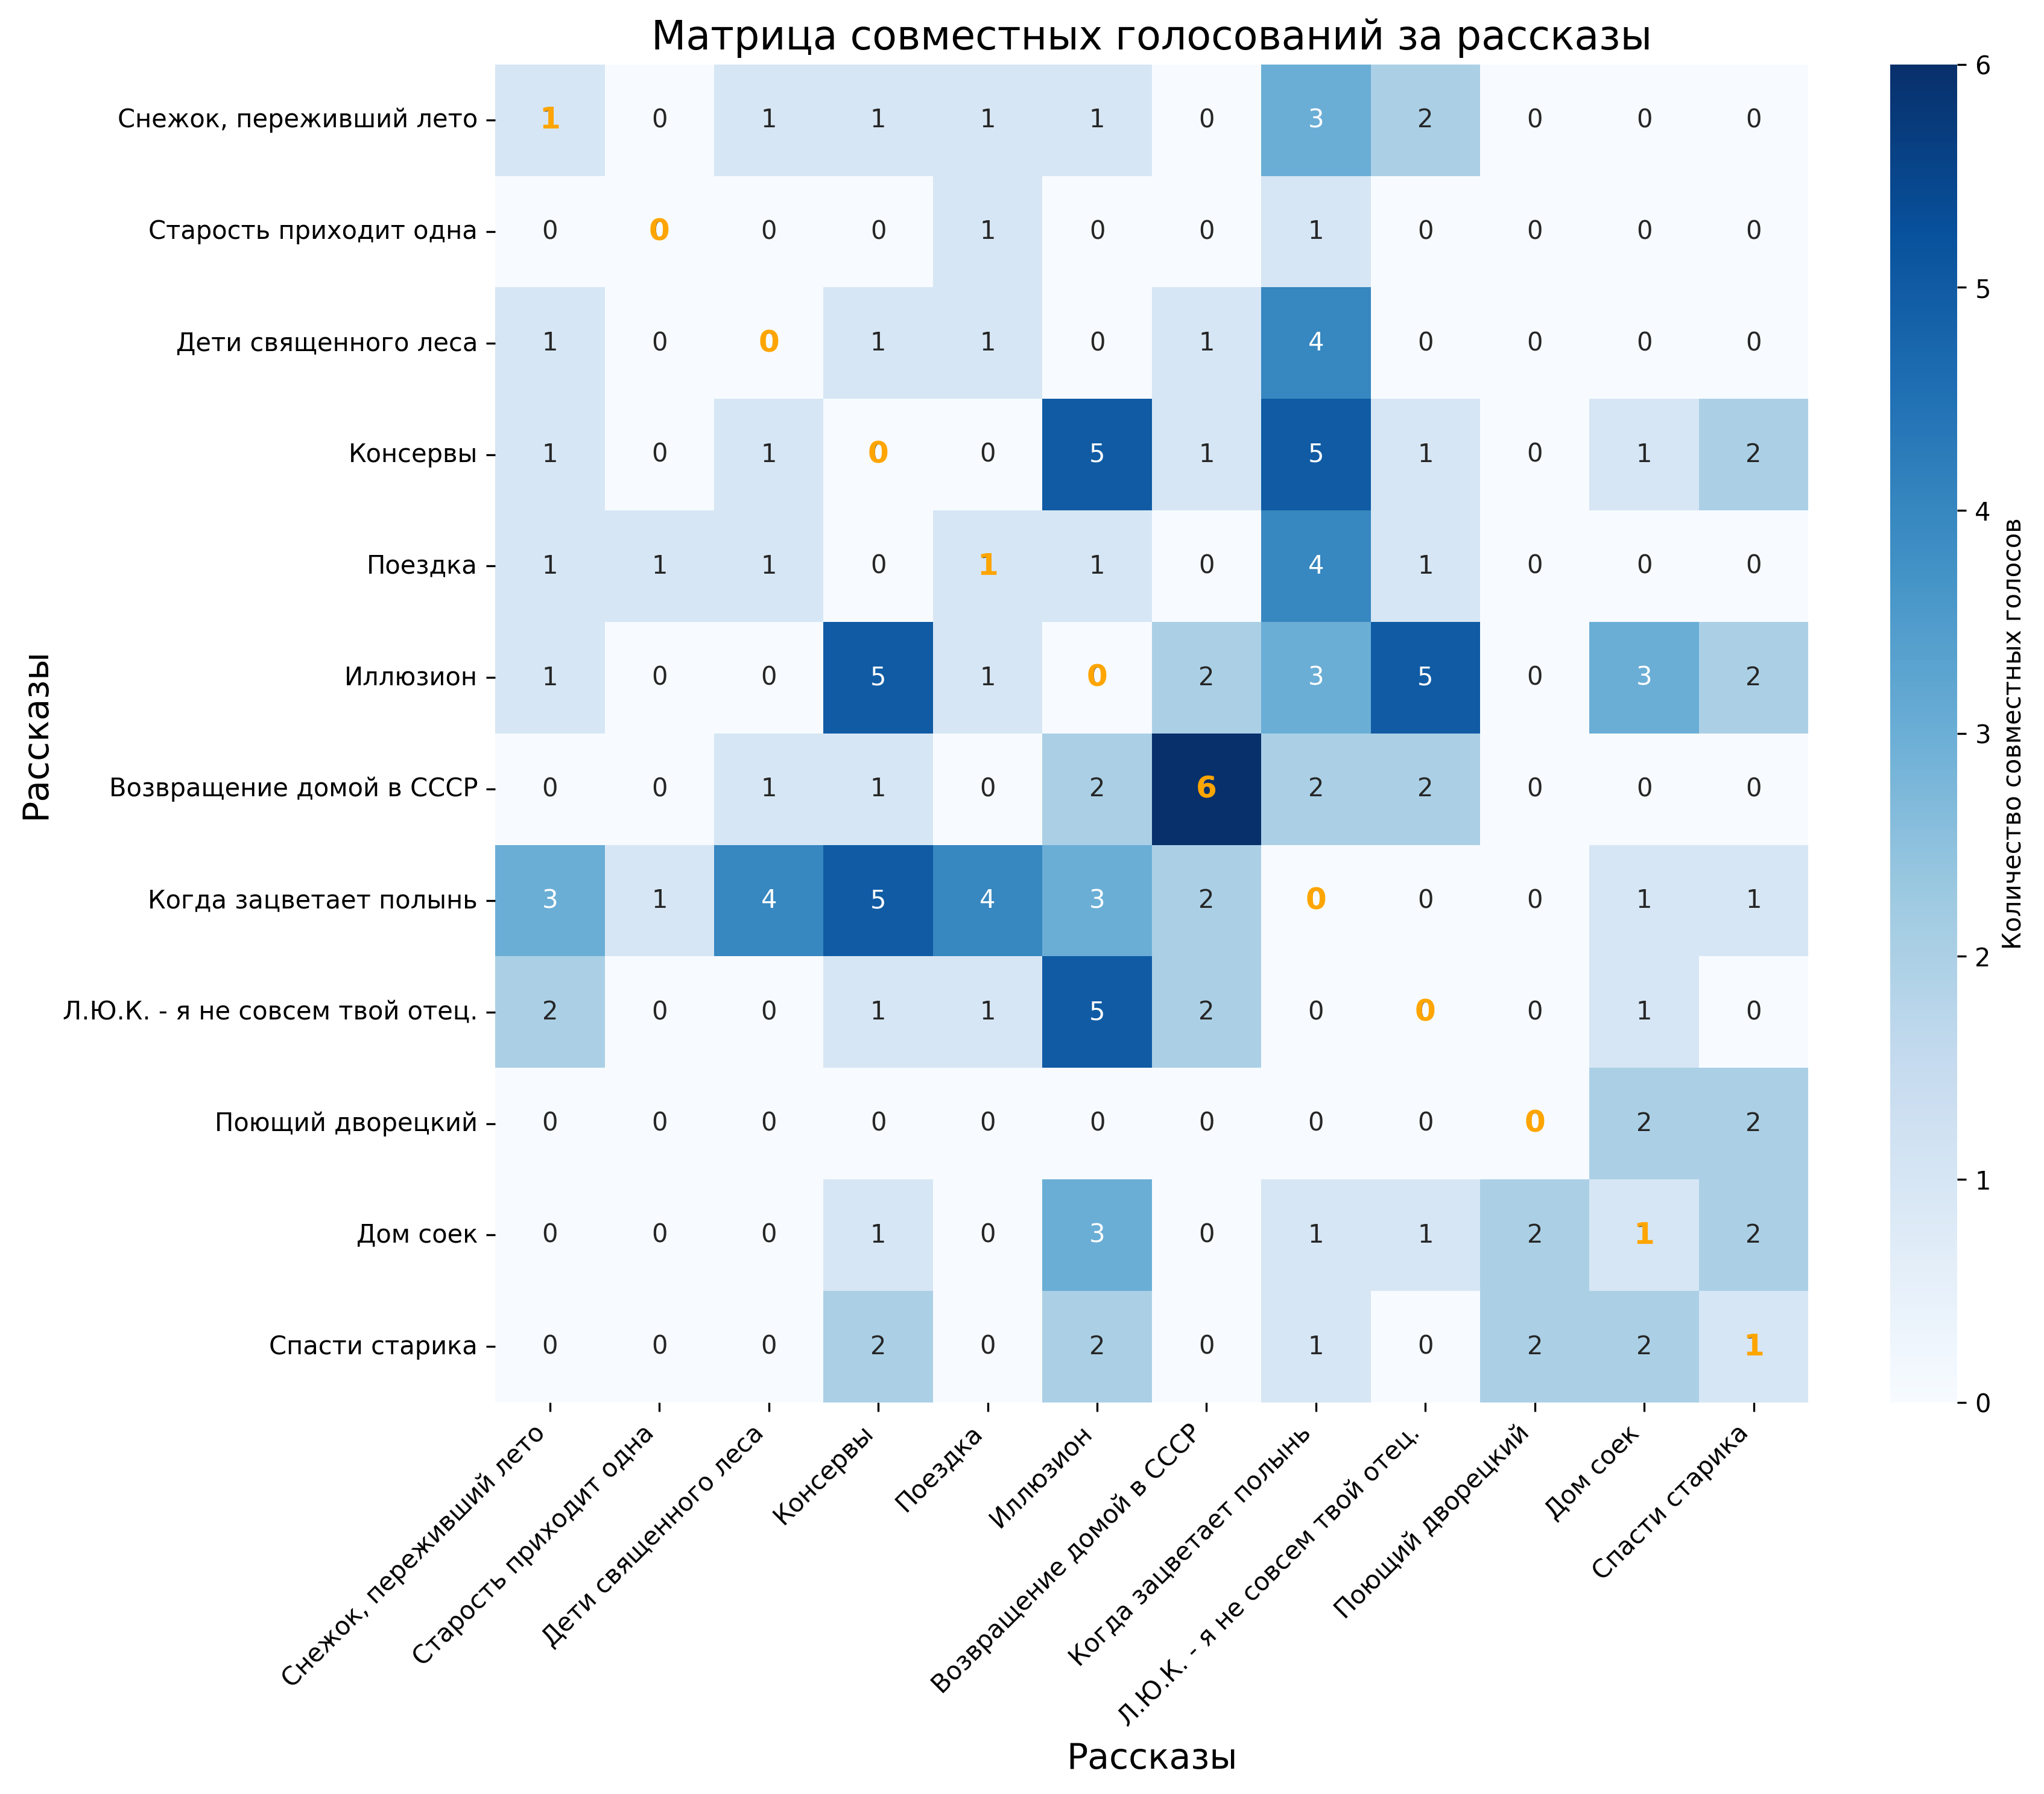 Матрица совместных голосований за рассказы
Снежок, переживший лето 1 0 1 1 1 1 0 3 2 0 0 0
Старость приходит одна 0 0 0 0 1 0 0 1 0 0 0 0
Дети священного леса 1 0 0 1 1 0 1 4 0 0 0 0
Консервы 1 0 1 0 0 5 1 5 1 0 1 2
Поездка 1 1 1 0 1 1 0 4 1 0 0 0
Иллюзион 1 0 0 5 1 0 2 3 5 0 3 2
Возвращение домой в СССР 0 0 1 1 0 2 6 2 2 0 0 0
Когда зацветает полынь 3 1 4 5 4 3 2 0 0 0 1 1
Л.Ю.К. - я не совсем твой отец. 2 0 0 1 1 5 2 0 0 0 1 0
Поющий дворецкий 0 0 0 0 0 0 0 0 0 0 2 2
Дом соек 0 0 0 1 0 3 0 1 1 2 1 2
Спасти старика 0 0 0 2 0 2 0 1 0 2 2 1
Рассказы
Снежок, переживший лето
Старость приходит одна
Дети священного леса
Консервы
Поездка
Иллюзион
Возвращение домой в СССР
Когда зацветает полынь
Л.Ю.К. - я не совсем твой отец.
Поющий дворецкий
Дом соек
Спасти старика
Рассказы
6
5
4
3
2
1
0
Количество совместных голосов